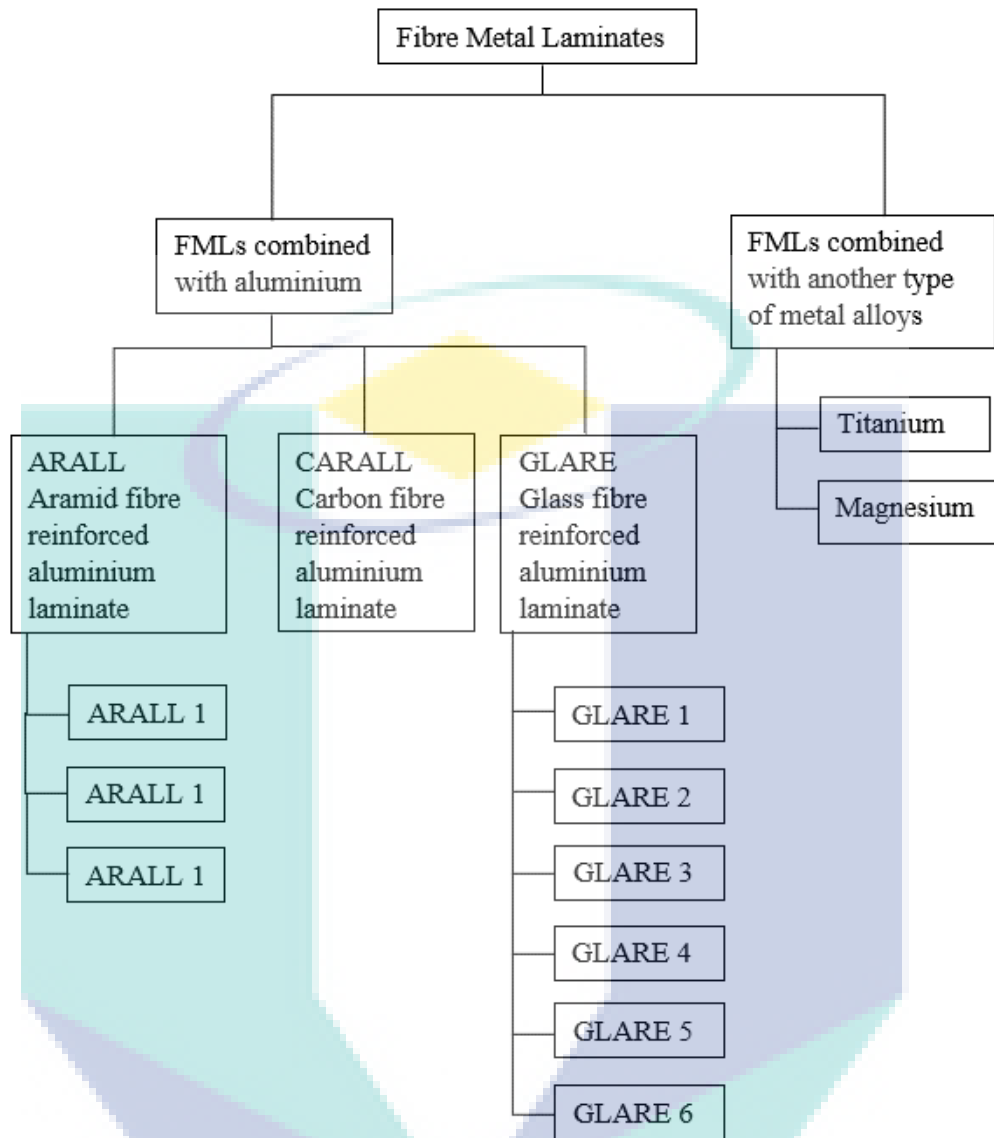 Fibre Metal Laminates
FMLs combined
with aluminium
FMLs combined
with another type
of metal alloys
Titanium
Magnesium
ARALL
Aramid fibre
reinforced
aluminium
laminate
CARALL
Carbon fibre
reinforced
aluminium
laminate
GLARE
Glass fibre
reinforced
aluminium
laminate
ARALL 1
ARALL 1
ARALL 1
GLARE 1
GLARE 2
GLARE 3
GLARE 4
GLARE 5
GLARE 6